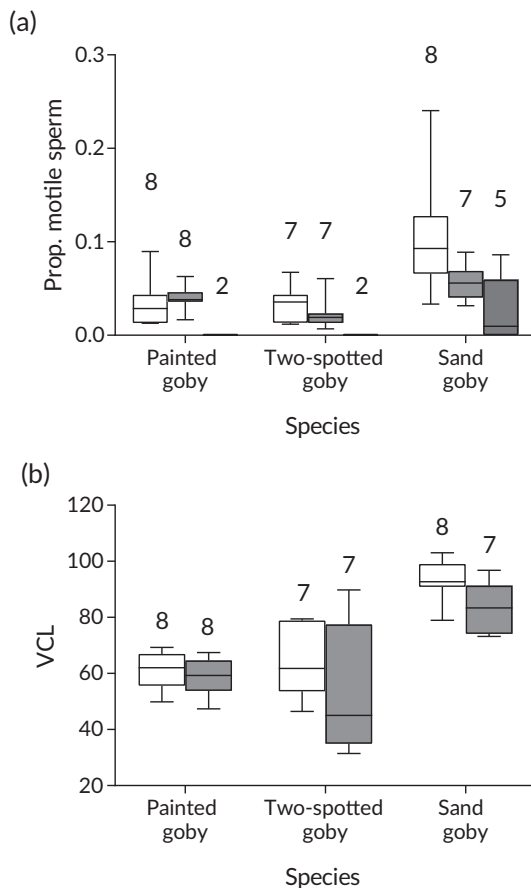 (a)
Prop. motile sperm
0.3
0.2
0.1
0.0
8
8
2
7
7
2
8
7
5
Painted goby
Two-spotted goby
Sand goby
Species
(b)
VCL
120
100
80
60
40
20
8
8
7
7
8
7
Painted goby
Two-spotted goby
Sand goby
Species